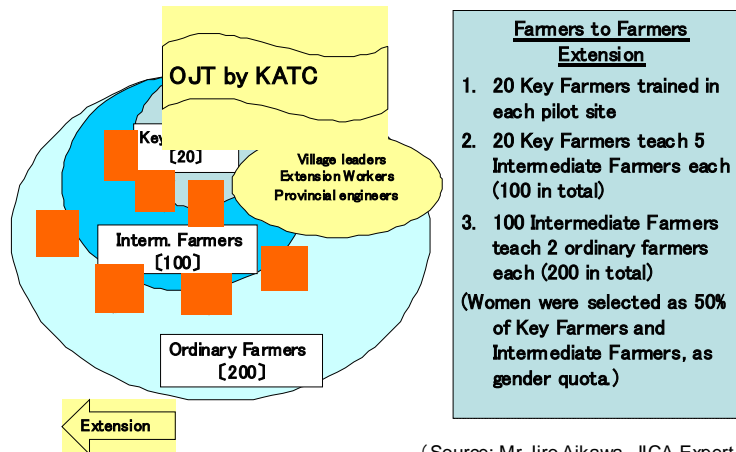 OJT by KATC
Key
[20]
Village leaders
Extension Workers
Provincial engineers
Interm. Farmers
[100]
Ordinary Farmers
[200]
Extension
Farmers to Farmers
Extension
1. 20 Key Farmers trained in
each pilot site
2. 20 Key Farmers teach 5
Intermediate Farmers each
(100 in total)
3. 100 Intermediate Farmers
teach 2 ordinary farmers
each (200 in total)
(Women were selected as 50%
of Key Farmers and
Intermediate Farmers, as
gender quota.)
(Source: Mr. Jiro Aikawa, JICA Expert